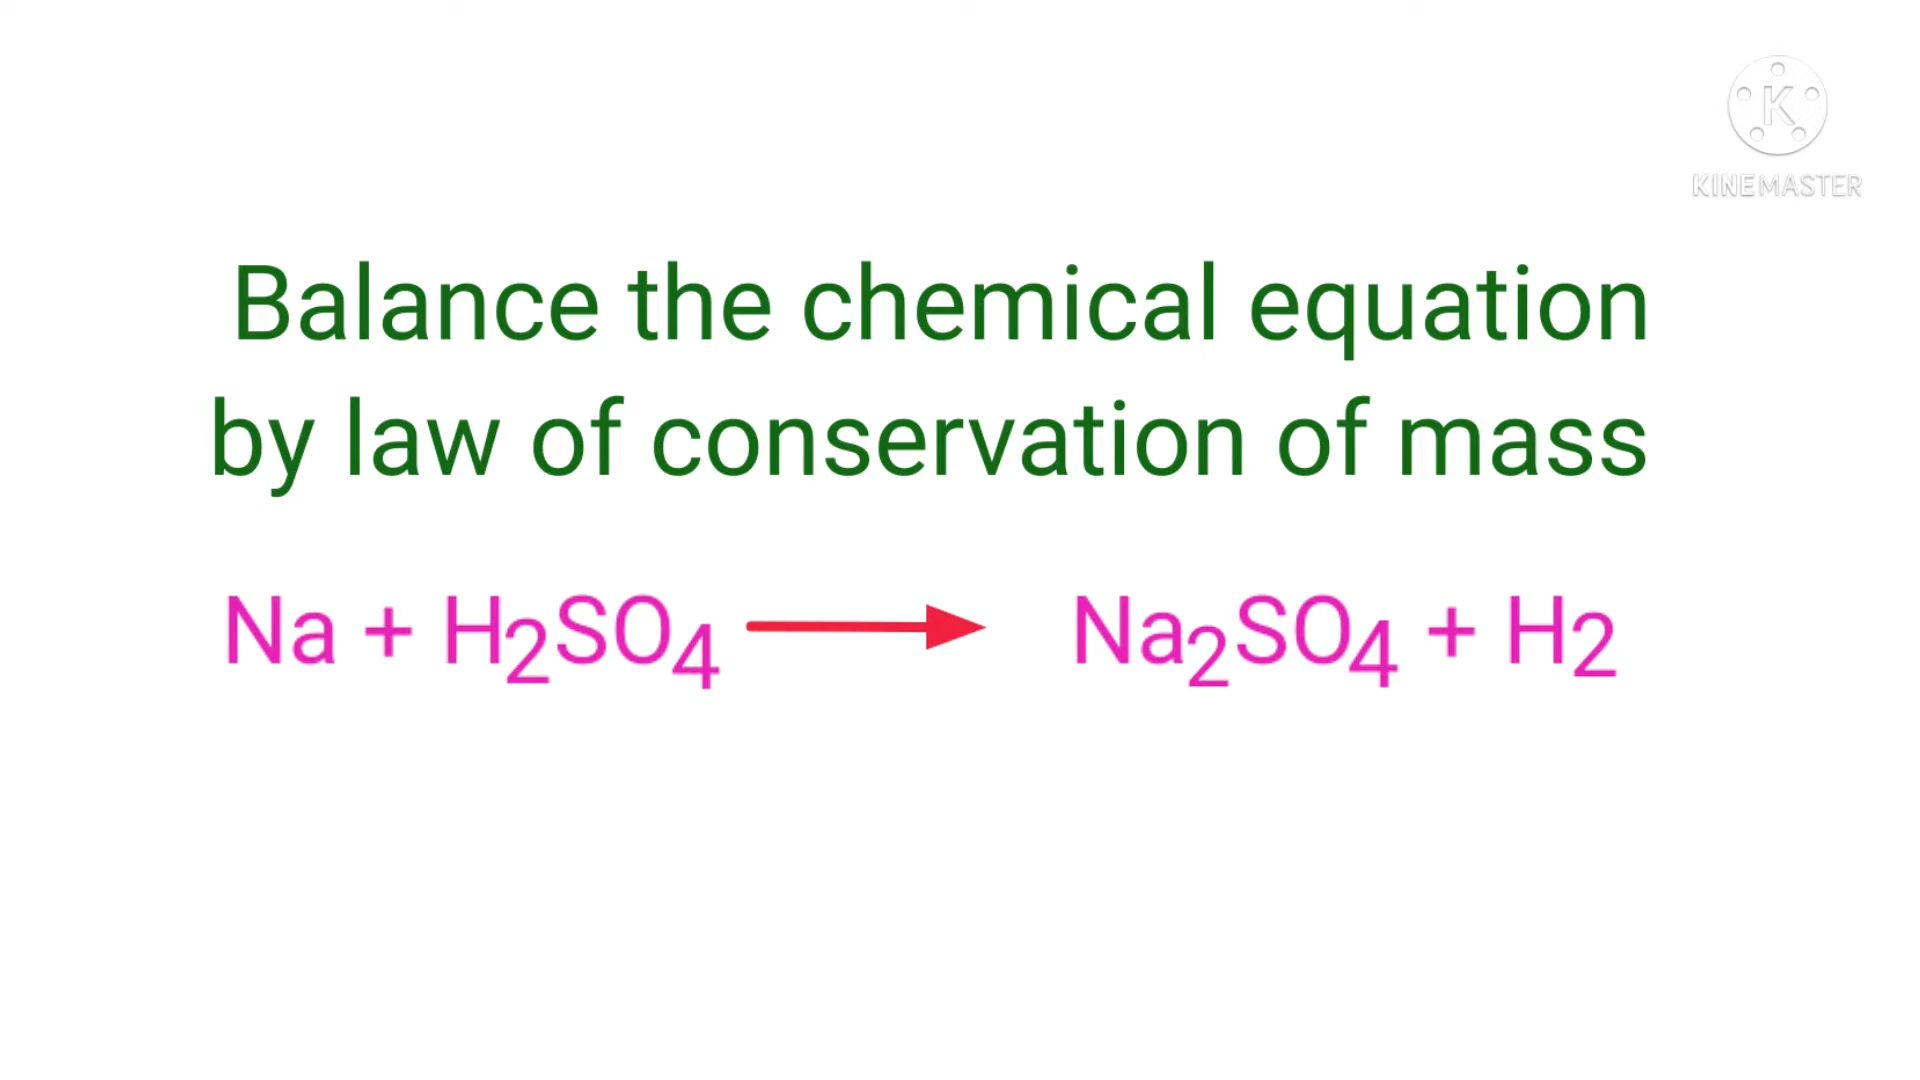 K
KINEMASTER
Balance the chemical equation
by law of conservation of mass
Na + H₂SO₄ → Na₂SO₄ + H₂